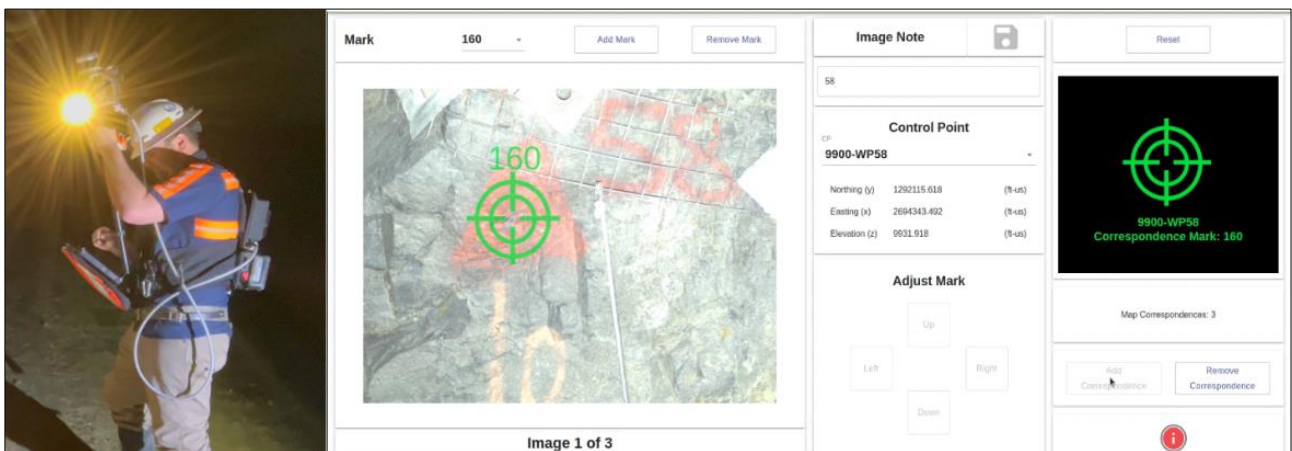 Mark
160
Add Mark
Remove Mark
58
160
10
Image 1 of 3
Image Note
58
Control Point
CP
9900-WP58
Northing (y) 1292115.618 (ft-us)
Easting (x) 2694343.492 (ft-us)
Elevation (z) 9931.918 (ft-us)
Adjust Mark
Up
Left
Right
Down
Reset
9900-WP58
Correspondence Mark: 160
Map Correspondences: 3
Add
Correspondence
Remove
Correspondence
i